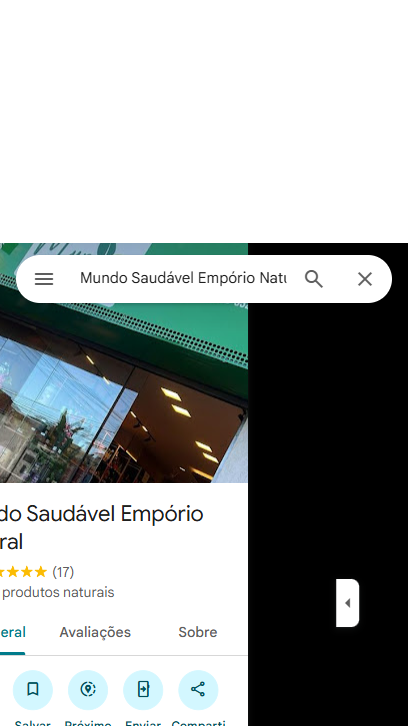 Mundo Saudável Empório Natu
do Saudável Empório
ral
(17)
produtos naturais
eral Avaliações Sobre
Salvar Próximo Enviar Comparti